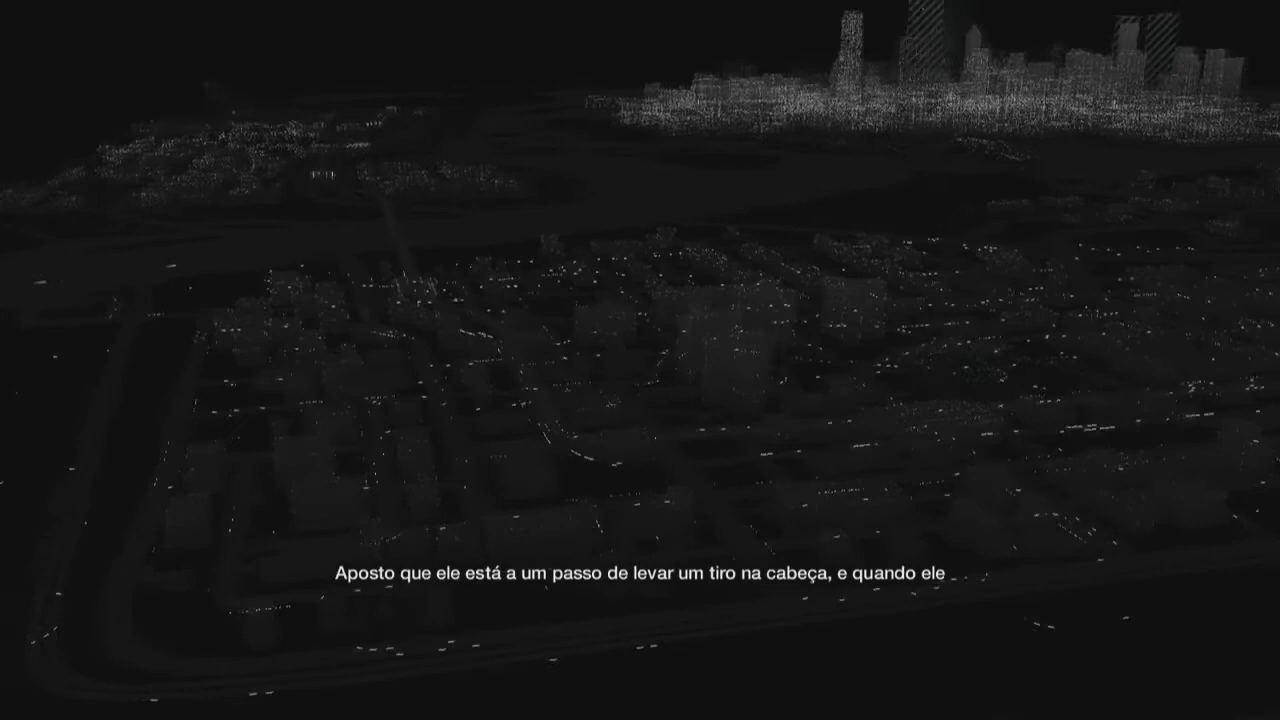 Aposto que ele está a um passo de levar um tiro na cabeça, e quando ele